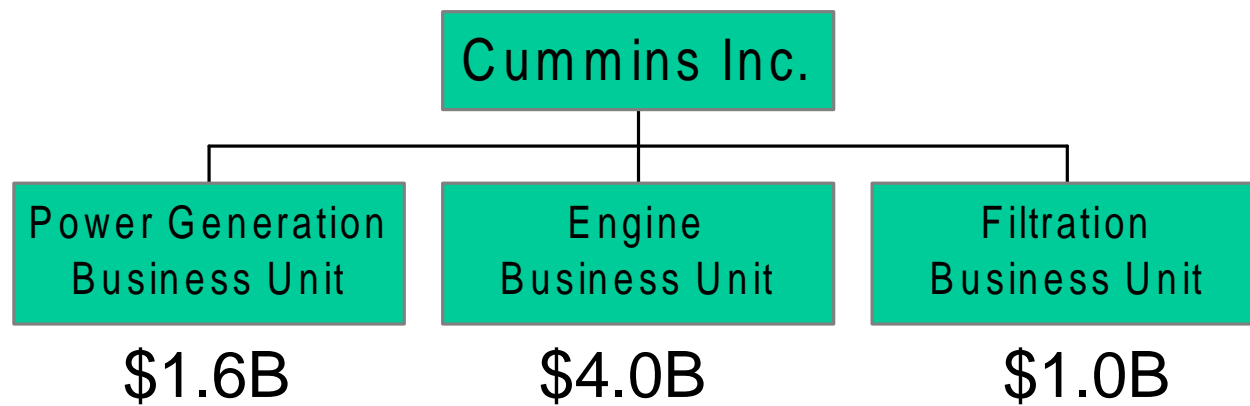 Cummins Inc.
Power Generation
Business Unit
Engine
Business Unit
Filtration
Business Unit
$1.6B
$4.0B
$1.0B